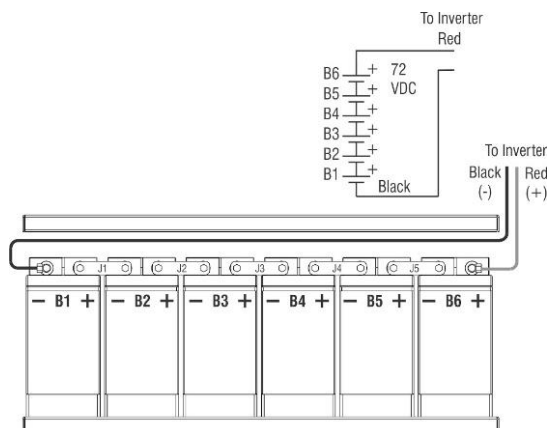 To Inverter
Red
B6 + 72
B5 + VDC
B4 +
B3 +
B2 +
B1 +
Black
To Inverter
Black Red
(-) (+)
J1 J2 J3 J4 J5
− B1 + − B2 + − B3 + − B4 + − B5 + − B6 +